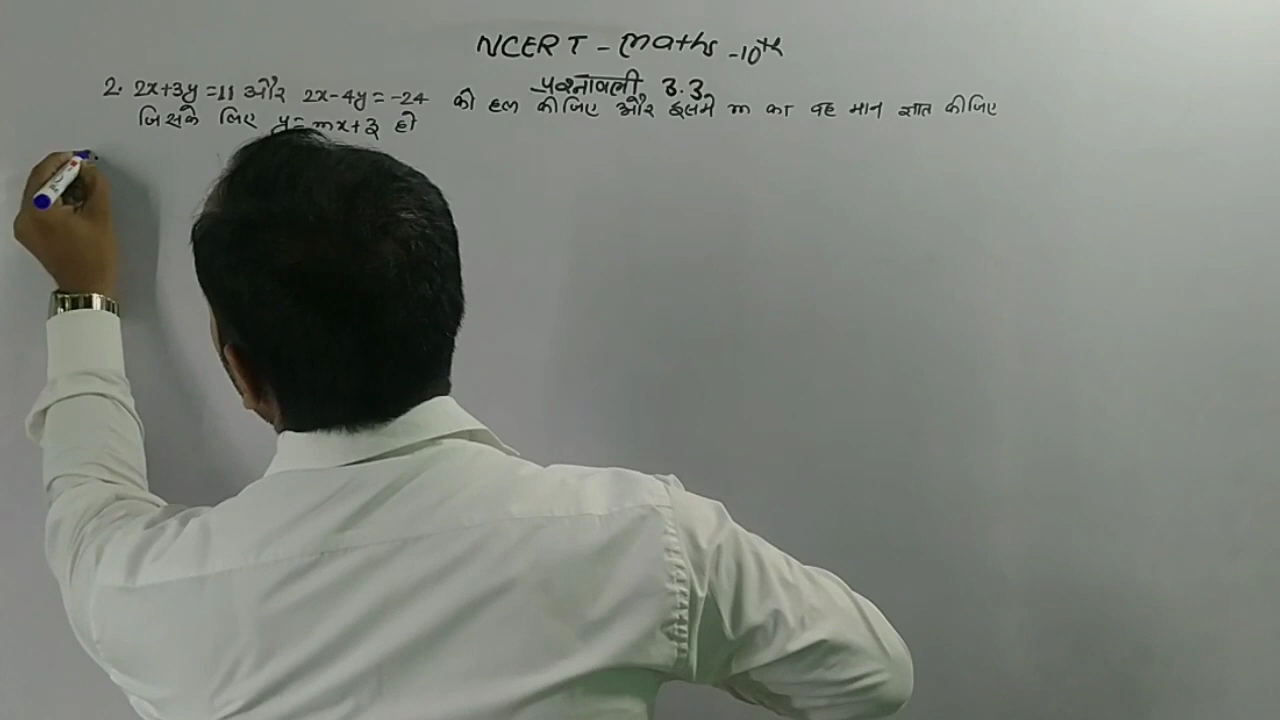 NCERT - Maths - 10th
प्रश्नावली 3.3
2. 2x+3y=11 और 2x-4y=-24 को हल कीजिए और इससे m का वह मान ज्ञात कीजिए
जिसके लिए y=mx+3 हो